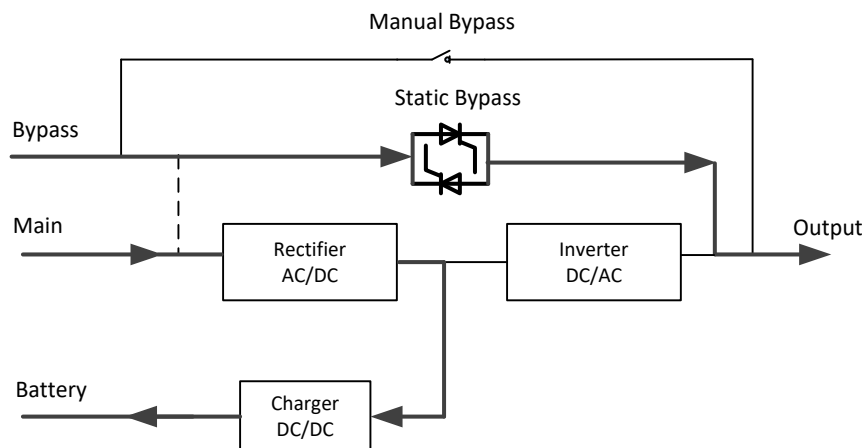 Manual Bypass
Static Bypass
Bypass
Main
Rectifier
AC/DC
Inverter
DC/AC
Output
Battery
Charger
DC/DC